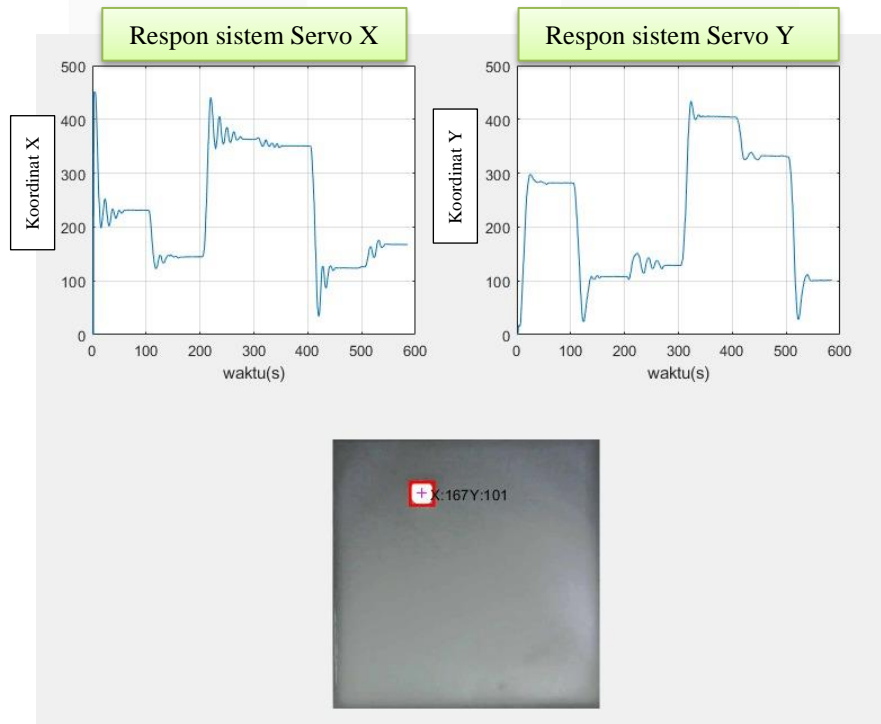 Respon sistem Servo X
Respon sistem Servo Y
Koordinat X
500
400
300
200
100
0
0 100 200 300 400 500 600
waktu(s)
Koordinat Y
500
400
300
200
100
0
0 100 200 300 400 500 600
waktu(s)
X:167Y:101